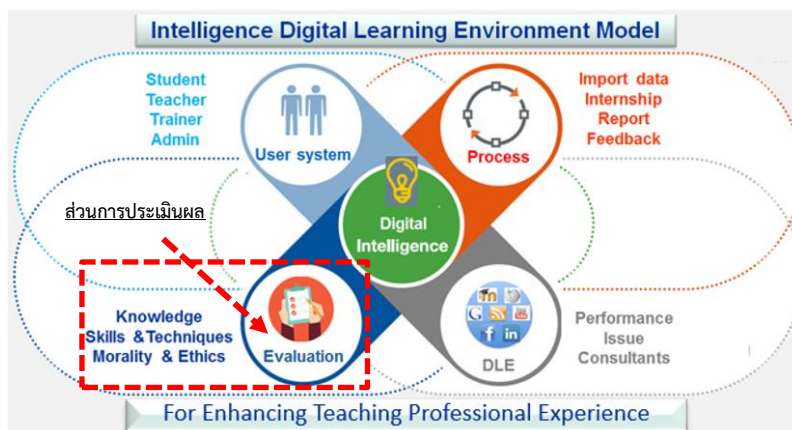 Intelligence Digital Learning Environment Model
Student
Teacher
Trainer
Admin
User system
Process
Import data
Internship
Report
Feedback
ส่วนการประเมินผล
Digital
Intelligence
Knowledge
Skills &Techniques
Morality & Ethics
Evaluation
DLE
Performance
Issue
Consultants
For Enhancing Teaching Professional Experience